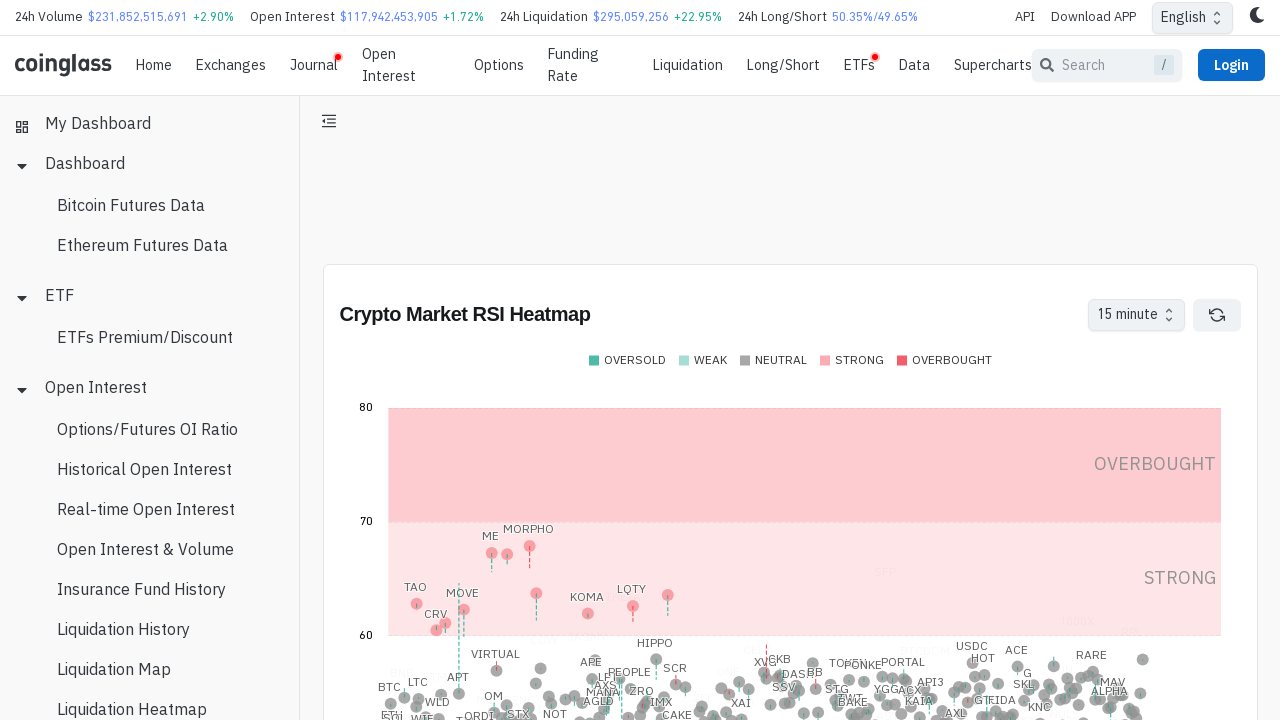 24h Volume $231,852,515,691 +2.90% Open Interest $117,942,453,905 +1.72% 24h Liquidation $295,059,256 +22.95% 24h Long/Short 50.35%/49.65% API Download APP English
coinglass Home Exchanges Journal Open Interest Options Funding Rate Liquidation Long/Short ETFs Data Supercharts Search / Login
My Dashboard
Dashboard
Bitcoin Futures Data
Ethereum Futures Data
ETF
ETFs Premium/Discount
Open Interest
Options/Futures OI Ratio
Historical Open Interest
Real-time Open Interest
Open Interest & Volume
Insurance Fund History
Liquidation History
Liquidation Map
Liquidation Heatmap
Crypto Market RSI Heatmap 15 minute
OVERSOLD WEAK NEUTRAL STRONG OVERBOUGHT
80
OVERBOUGHT
70
MORPHO
ME
STRONG
TAO MOVE KOMA LQTY
CRV
60
HIPPO
VIRTUAL USDC ACE
APE XVG CKB TOKEN PONKE PORTAL HOT RARE
APT PEOPLE SCR DASH BB G
BTC LTC AXS API3 SKL MAV
OM MANA ZRO SSV STG YGG ACX ALPHA
WLD AGLD IMX XAI BAKE KAIA FIDA KNC
ORDI STX NOT CAKE AXL